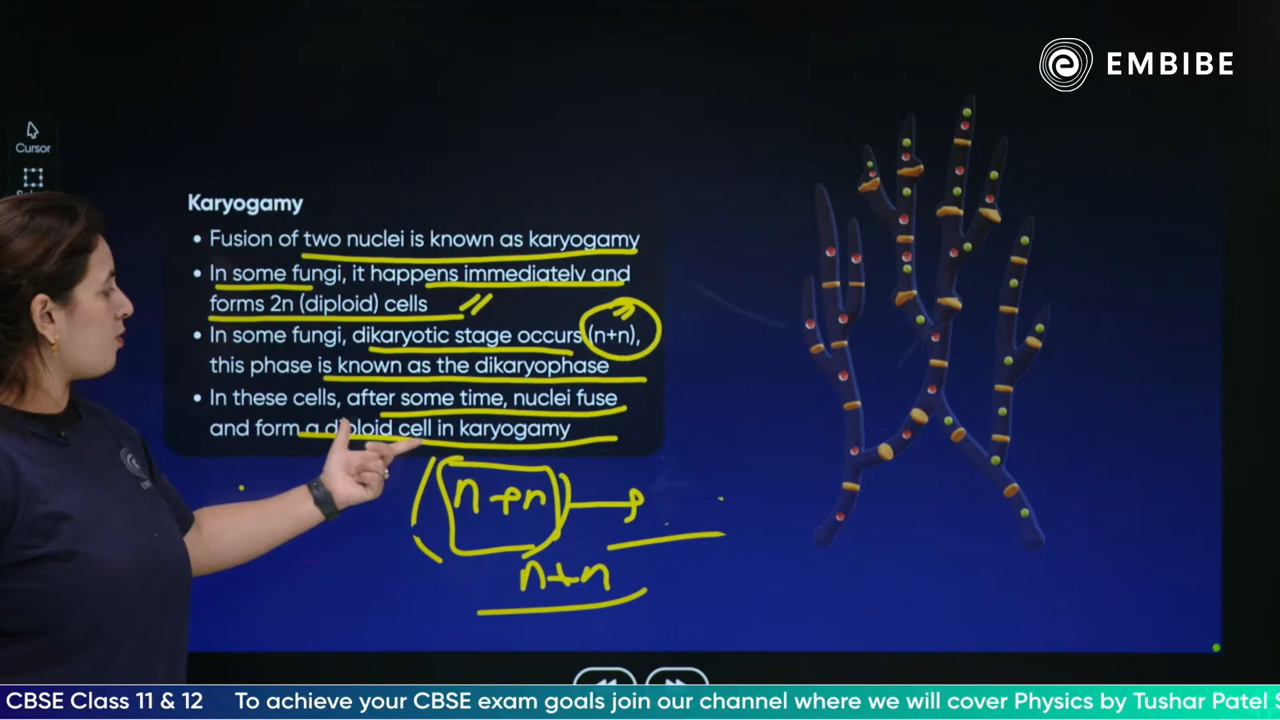 EMBIBE
Cursor
Karyogamy
• Fusion of two nuclei is known as karyogamy
• In some fungi, it happens immediately and
forms 2n (diploid) cells
• In some fungi, dikaryotic stage occurs (n+n),
this phase is known as the dikaryophase
• In these cells, after some time, nuclei fuse
and form a diploid cell in karyogamy
n+n
n+n
CBSE Class 11 & 12 To achieve your CBSE exam goals join our channel where we will cover Physics by Tushar Patel S